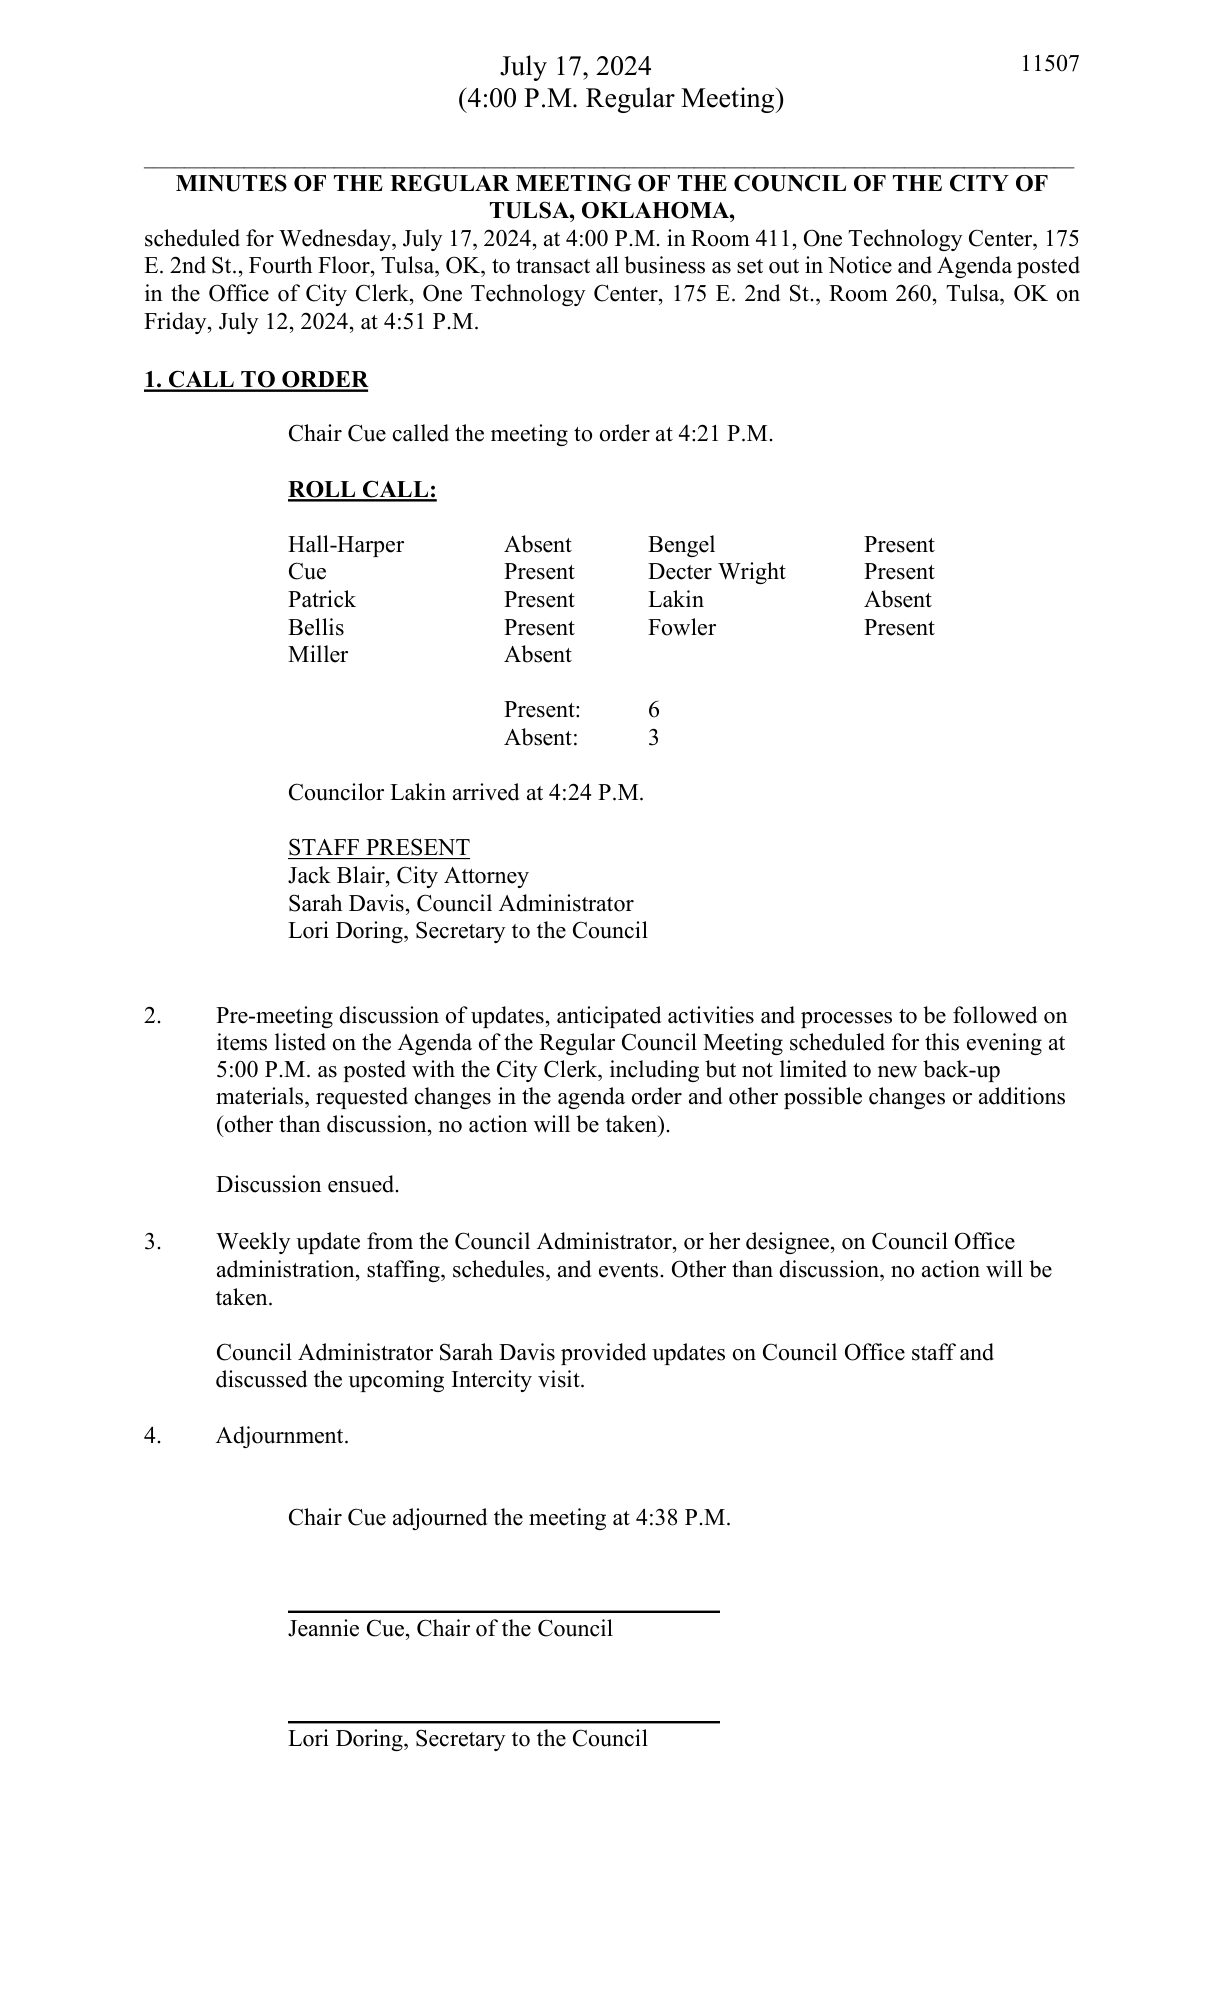 July 17, 2024 11507
(4:00 P.M. Regular Meeting)
MINUTES OF THE REGULAR MEETING OF THE COUNCIL OF THE CITY OF
TULSA, OKLAHOMA,
scheduled for Wednesday, July 17, 2024, at 4:00 P.M. in Room 411, One Technology Center, 175
E. 2nd St., Fourth Floor, Tulsa, OK, to transact all business as set out in Notice and Agenda posted
in the Office of City Clerk, One Technology Center, 175 E. 2nd St., Room 260, Tulsa, OK on
Friday, July 12, 2024, at 4:51 P.M.
1. CALL TO ORDER
Chair Cue called the meeting to order at 4:21 P.M.
ROLL CALL:
Hall-Harper Absent Bengel Present
Cue Present Decter Wright Present
Patrick Present Lakin Absent
Bellis Present Fowler Present
Miller Absent
Present: 6
Absent: 3
Councilor Lakin arrived at 4:24 P.M.
STAFF PRESENT
Jack Blair, City Attorney
Sarah Davis, Council Administrator
Lori Doring, Secretary to the Council
2. Pre-meeting discussion of updates, anticipated activities and processes to be followed on
items listed on the Agenda of the Regular Council Meeting scheduled for this evening at
5:00 P.M. as posted with the City Clerk, including but not limited to new back-up
materials, requested changes in the agenda order and other possible changes or additions
(other than discussion, no action will be taken).
Discussion ensued.
3. Weekly update from the Council Administrator, or her designee, on Council Office
administration, staffing, schedules, and events. Other than discussion, no action will be
taken.
Council Administrator Sarah Davis provided updates on Council Office staff and
discussed the upcoming Intercity visit.
4. Adjournment.
Chair Cue adjourned the meeting at 4:38 P.M.
Jeannie Cue, Chair of the Council
Lori Doring, Secretary to the Council